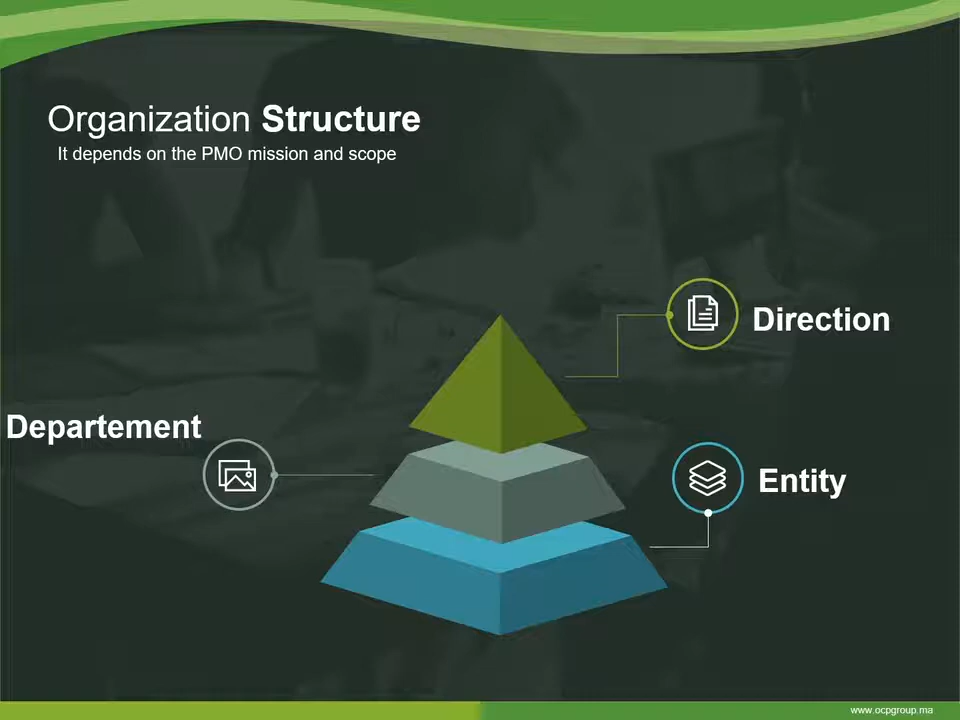 Organization Structure
It depends on the PMO mission and scope
Direction
Departement
Entity
www.ocpgroup.ma